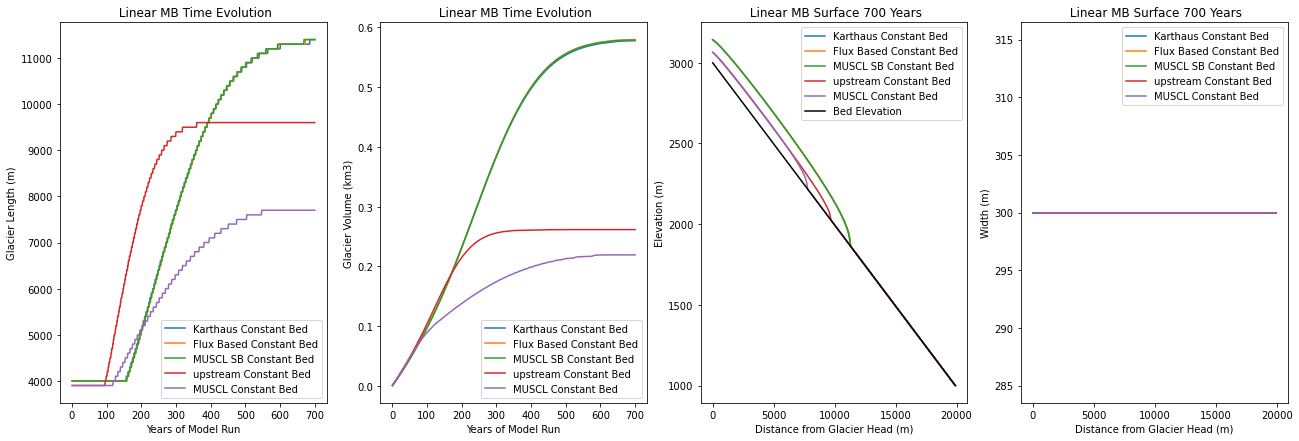 Linear MB Time Evolution
Glacier Length (m)
11000
10000
9000
8000
7000
6000
5000
4000
Karthaus Constant Bed
Flux Based Constant Bed
MUSCL SB Constant Bed
upstream Constant Bed
MUSCL Constant Bed
0 100 200 300 400 500 600 700
Years of Model Run
Linear MB Time Evolution
Glacier Volume (km3)
0.6
0.5
0.4
0.3
0.2
0.1
0.0
Karthaus Constant Bed
Flux Based Constant Bed
MUSCL SB Constant Bed
upstream Constant Bed
MUSCL Constant Bed
0 100 200 300 400 500 600 700
Years of Model Run
Linear MB Surface 700 Years
Elevation (m)
3000
2500
2000
1500
1000
Karthaus Constant Bed
Flux Based Constant Bed
MUSCL SB Constant Bed
upstream Constant Bed
MUSCL Constant Bed
Bed Elevation
0 5000 10000 15000 20000
Distance from Glacier Head (m)
Linear MB Surface 700 Years
Width (m)
315
310
305
300
295
290
285
Karthaus Constant Bed
Flux Based Constant Bed
MUSCL SB Constant Bed
upstream Constant Bed
MUSCL Constant Bed
0 5000 10000 15000 20000
Distance from Glacier Head (m)